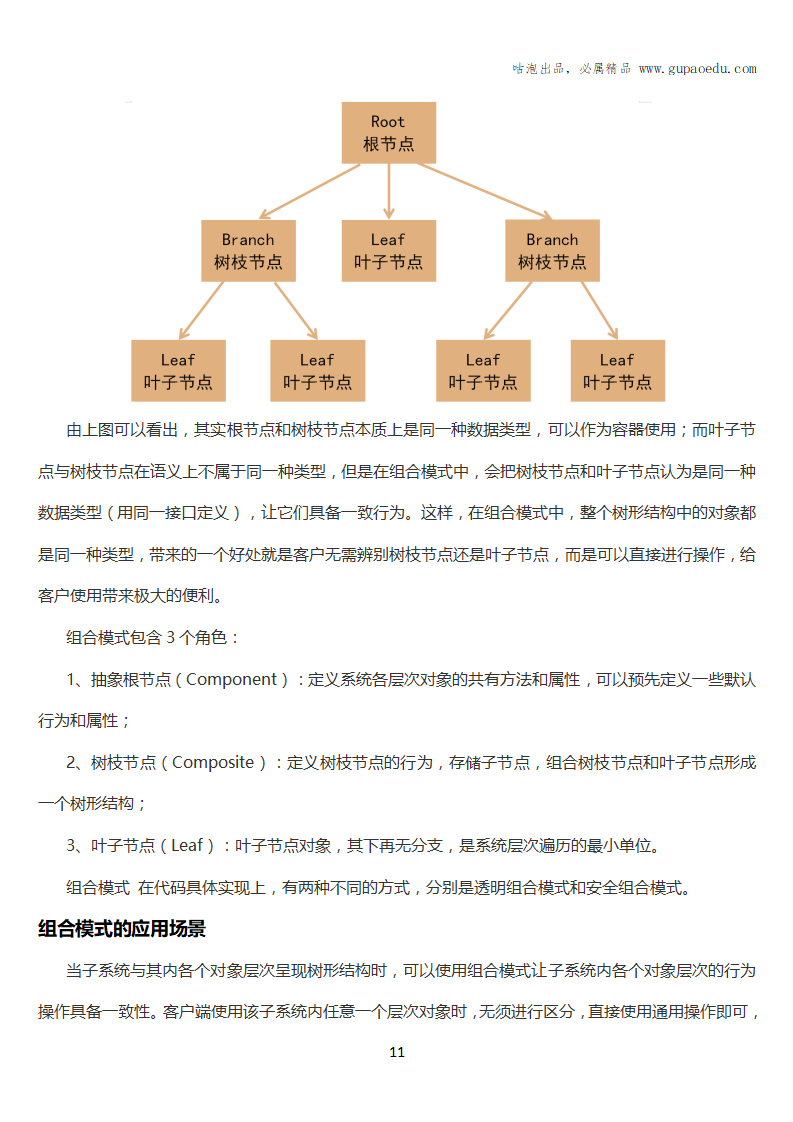 咕泡出品，必属精品 www.gupaoedu.com
Root
根节点
Branch
树枝节点
Leaf
叶子节点
Branch
树枝节点
Leaf
叶子节点
Leaf
叶子节点
Leaf
叶子节点
Leaf
叶子节点
由上图可以看出，其实根节点和树枝节点本质上是同一种数据类型，可以作为容器使用；而叶子节
点与树枝节点在语义上不属于同一种类型，但是在组合模式中，会把树枝节点和叶子节点认为是同一种
数据类型（用同一接口定义），让它们具备一致行为。这样，在组合模式中，整个树形结构中的对象都
是同一种类型，带来的一个好处就是客户无需辨别树枝节点还是叶子节点，而是可以直接进行操作，给
客户使用带来极大的便利。
组合模式包含 3 个角色：
1、抽象根节点（Component）：定义系统各层次对象的共有方法和属性，可以预先定义一些默认
行为和属性；
2、树枝节点（Composite）：定义树枝节点的行为，存储子节点，组合树枝节点和叶子节点形成
一个树形结构；
3、叶子节点（Leaf）：叶子节点对象，其下再无分支，是系统层次遍历的最小单位。
组合模式 在代码具体实现上，有两种不同的方式，分别是透明组合模式和安全组合模式。
组合模式的应用场景
当子系统与其内各个对象层次呈现树形结构时，可以使用组合模式让子系统内各个对象层次的行为
操作具备一致性。客户端使用该子系统内任意一个层次对象时，无须进行区分，直接使用通用操作即可，
11